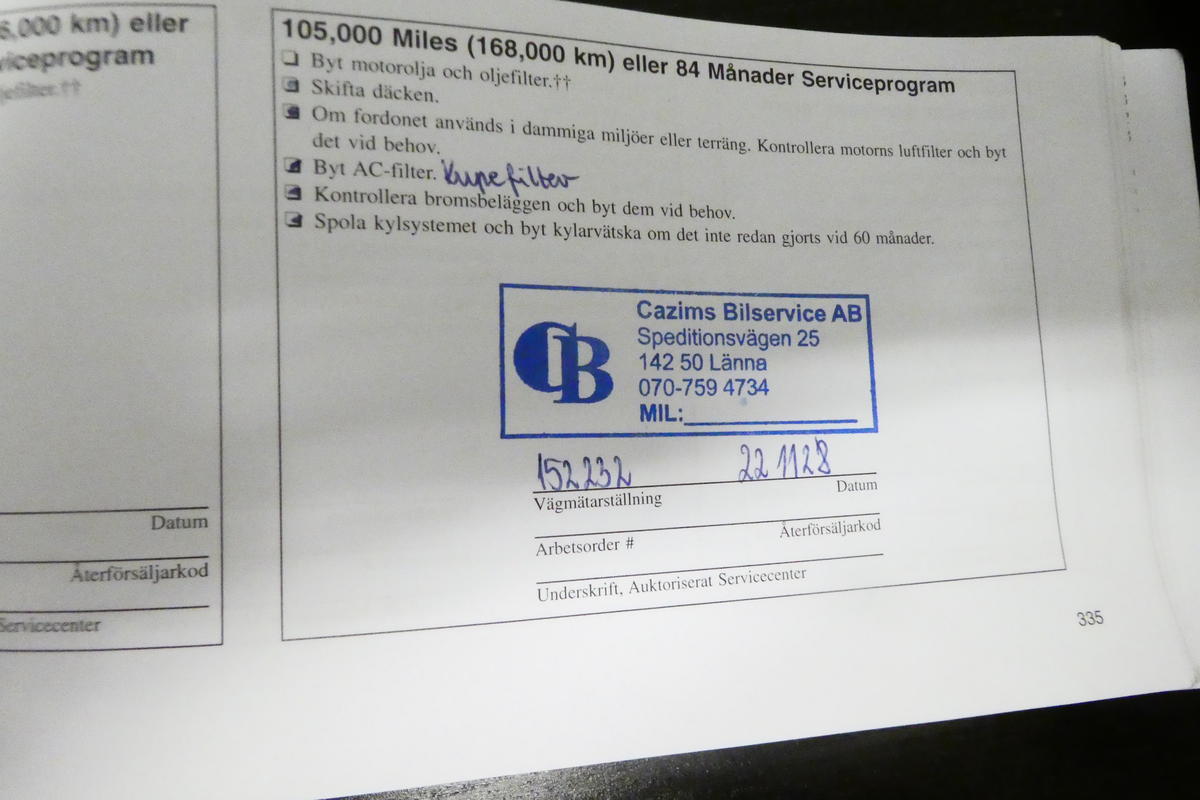 6,000 km) eller
viceprogram
jefilter.††
Datum
Återförsäljarkod
Servicecenter
105,000 Miles (168,000 km) eller 84 Månader Serviceprogram
Byt motorolja och oljefilter.††
Skifta däcken.
Om fordonet används i dammiga miljöer eller terräng. Kontrollera motorns luftfilter och byt
det vid behov.
Byt AC-filter. Kupefilter
Kontrollera bromsbeläggen och byt dem vid behov.
Spola kylsystemet och byt kylarvätska om det inte redan gjorts vid 60 månader.
CB
Cazims Bilservice AB
Speditionsvägen 25
142 50 Länna
070-759 4734
MIL:
152232 221128
Vägmätarställning Datum
Arbetsorder # Återförsäljarkod
Underskrift, Auktoriserat Servicecenter
335